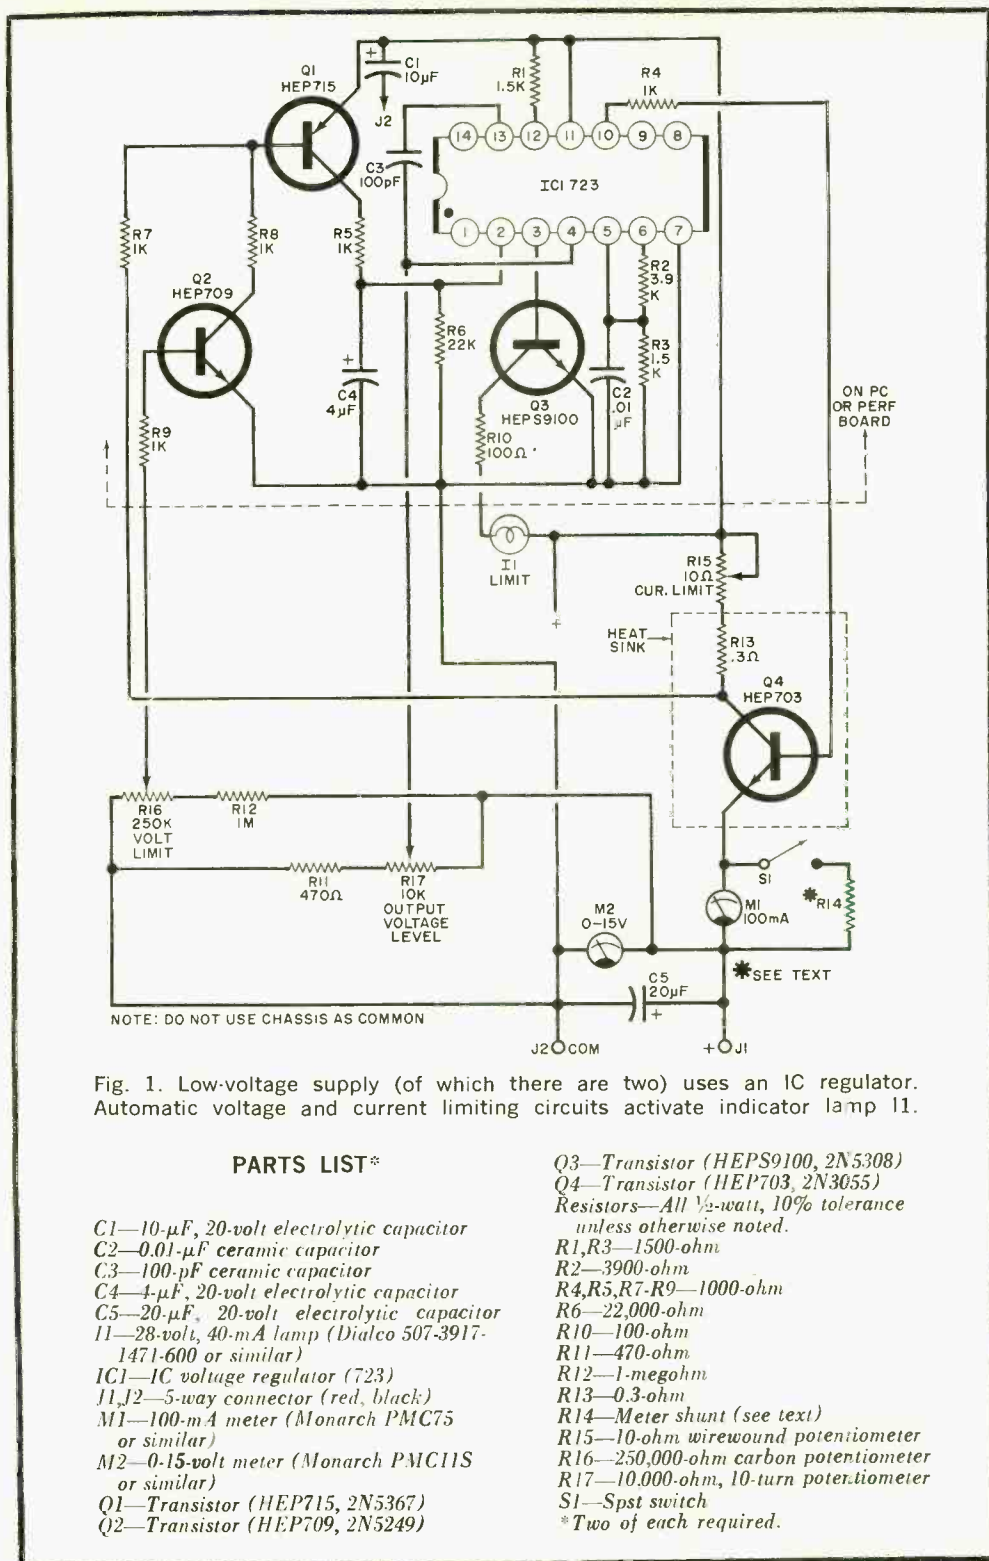 Q1
HEP715
+
C1
10µF
J2
R1
1.5K
R4
1K
14 13 12 11 10 9 8
C3
100pF
IC1 723
1 2 3 4 5 6 7
R7
1K
R8
1K
R5
1K
Q2
HEP709
R2
3.9
K
R6
22K
R3
1.5
K
+
C4
4µF
C2
.01
µF
Q3
HEPS9100
R9
1K
R10
100Ω
ON PC
OR PERF
BOARD
I1
LIMIT
+
R15
10Ω
CUR. LIMIT
HEAT
SINK
R13
.3Ω
Q4
HEP703
R16
250K
VOLT
LIMIT
R12
1M
R11
470Ω
R17
10K
OUTPUT
VOLTAGE
LEVEL
S1
*R14
M1
100mA
M2
0-15V
*SEE TEXT
C5
20µF
+
NOTE: DO NOT USE CHASSIS AS COMMON
J2 COM
+ J1
Fig. 1. Low-voltage supply (of which there are two) uses an IC regulator.
Automatic voltage and current limiting circuits activate indicator lamp I1.
PARTS LIST*
C1—10-µF, 20-volt electrolytic capacitor
C2—0.01-µF ceramic capacitor
C3—100-pF ceramic capacitor
C4—4-µF, 20-volt electrolytic capacitor
C5—20-µF, 20-volt electrolytic capacitor
I1—28-volt, 40-mA lamp (Dialco 507-3917-
1471-600 or similar)
IC1—IC voltage regulator (723)
J1,J2—5-way connector (red, black)
M1—100-mA meter (Monarch PMC75
or similar)
M2—0-15-volt meter (Monarch PMC11S
or similar)
Q1—Transistor (HEP715, 2N5367)
Q2—Transistor (HEP709, 2N5249)
Q3—Transistor (HEPS9100, 2N5308)
Q4—Transistor (HEP703, 2N3055)
Resistors—All ½-watt, 10% tolerance
unless otherwise noted.
R1,R3—1500-ohm
R2—3900-ohm
R4,R5,R7-R9—1000-ohm
R6—22,000-ohm
R10—100-ohm
R11—470-ohm
R12—1-megohm
R13—0.3-ohm
R14—Meter shunt (see text)
R15—10-ohm wirewound potentiometer
R16—250,000-ohm carbon potentiometer
R17—10,000-ohm, 10-turn potentiometer
S1—Spst switch
*Two of each required.